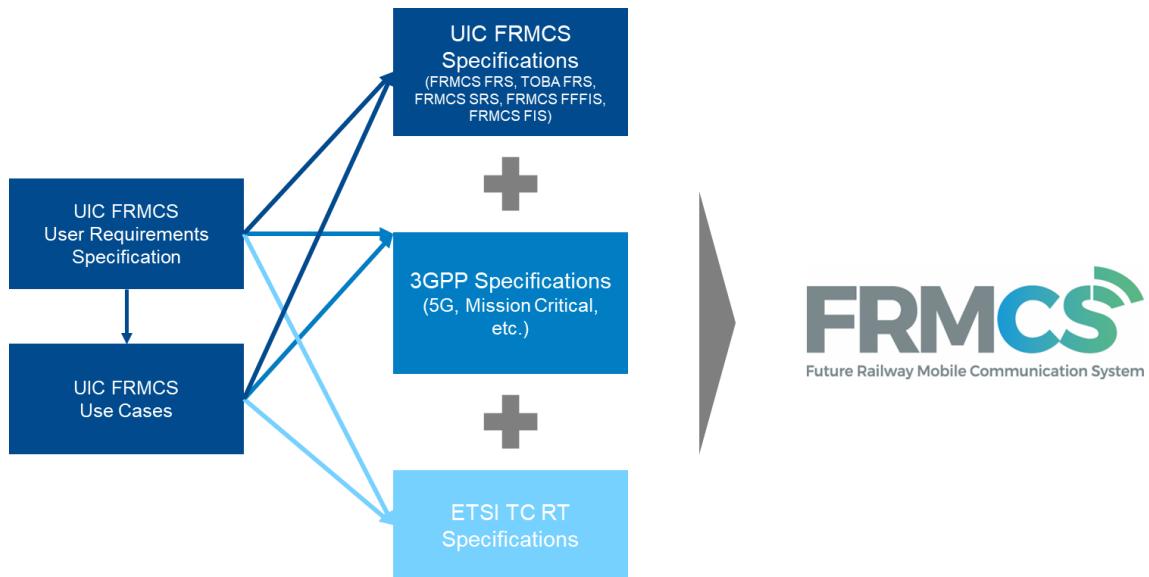 UIC FRMCS
Specifications
(FRMCS FRS, TOBA FRS,
FRMCS SRS, FRMCS FFFIS,
FRMCS FIS)
UIC FRMCS
User Requirements
Specification
3GPP Specifications
(5G, Mission Critical,
etc.)
UIC FRMCS
Use Cases
ETSI TC RT
Specifications
FRMCS
Future Railway Mobile Communication System